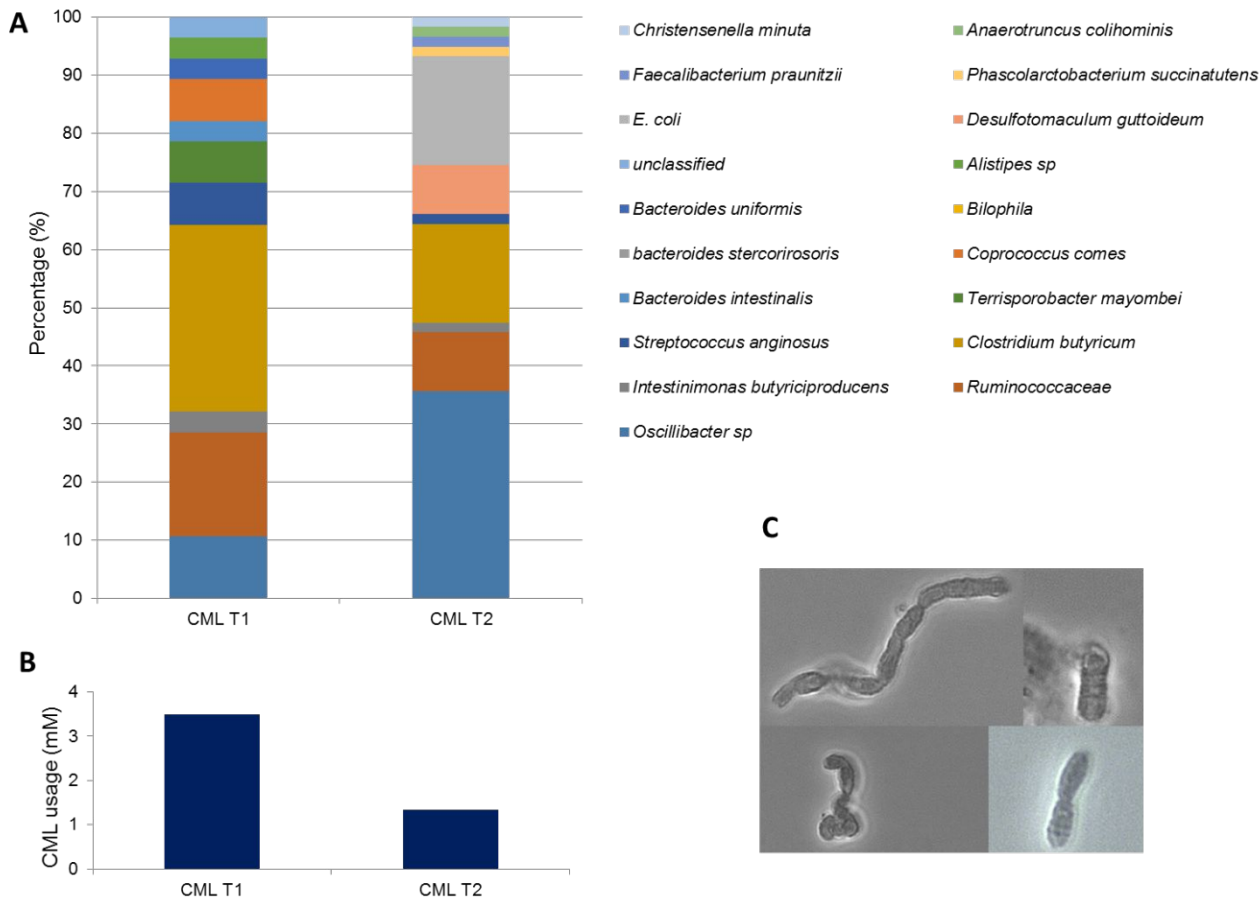 A
100
90
80
70
60
50
40
30
20
10
0
Percentage (%)
CML T1 CML T2
Christensenella minuta Anaerotruncus colihominis
Faecalibacterium praunitzii Phascolarctobacterium succinatutens
E. coli Desulfotomaculum guttoideum
unclassified Alistipes sp
Bacteroides uniformis Bilophila
bacteroides stercorirosoris Coprococcus comes
Bacteroides intestinalis Terrisporobacter mayombei
Streptococcus anginosus Clostridium butyricum
Intestinimonas butyriciproducens Ruminococcaceae
Oscillibacter sp
B
4
3
2
1
0
CML usage (mM)
CML T1 CML T2
C